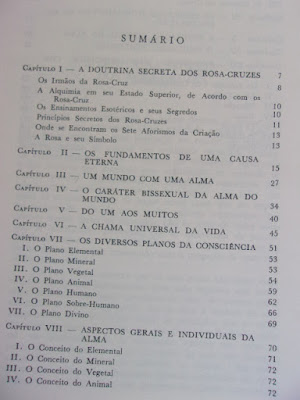 SUMÁRIO
CAPÍTULO I — A DOUTRINA SECRETA DOS ROSA-CRUZES 7
Os Irmãos da Rosa-Cruz 8
A Alquimia em seu Estado Superior, de Acordo com os
Rosa-Cruz 10
Os Ensinamentos Esotéricos e seus Segredos 10
Princípios Secretos dos Rosa-Cruzes 11
Onde se Encontram os Sete Aforismos da Criação 13
A Rosa e seu Símbolo 13
CAPÍTULO II — OS FUNDAMENTOS DE UMA CAUSA
ETERNA 15
CAPÍTULO III — UM MUNDO COM UMA ALMA 27
CAPÍTULO IV — O CARÁTER BISSEXUAL DA ALMA DO
MUNDO 34
CAPÍTULO V — DO UM AOS MUITOS 40
CAPÍTULO VI — A CHAMA UNIVERSAL DA VIDA 45
CAPÍTULO VII — OS DIVERSOS PLANOS DA CONSCIÊNCIA 51
I. O Plano Elemental 53
II. O Plano Mineral 52
III. O Plano Vegetal 54
IV. O Plano Animal 57
V. O Plano Humano 62
VI. O Plano Sobre-Humano 66
VII. O Plano Divino 69
CAPÍTULO VIII — ASPECTOS GERAIS E INDIVIDUAIS DA
ALMA 70
I. O Conceito do Elemental 71
II. O Conceito do Mineral 72
III. O Conceito do Vegetal 72
IV. O Conceito do Animal 72